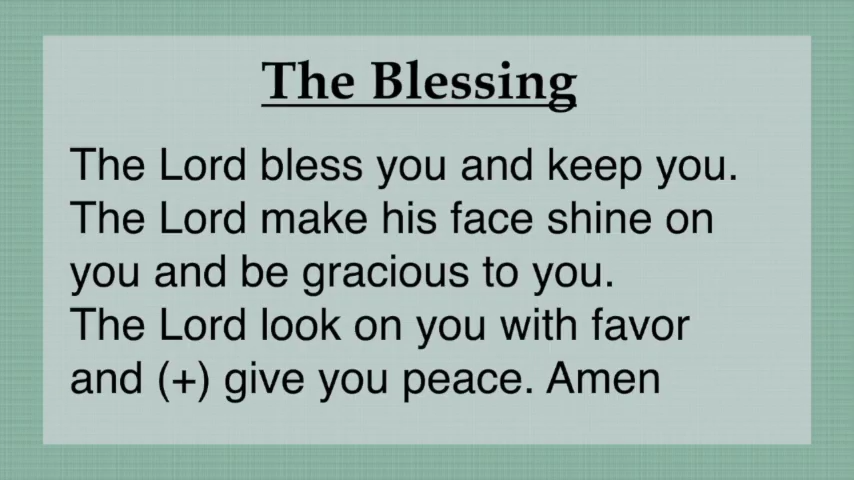 The Blessing
The Lord bless you and keep you.
The Lord make his face shine on
you and be gracious to you.
The Lord look on you with favor
and (+) give you peace. Amen